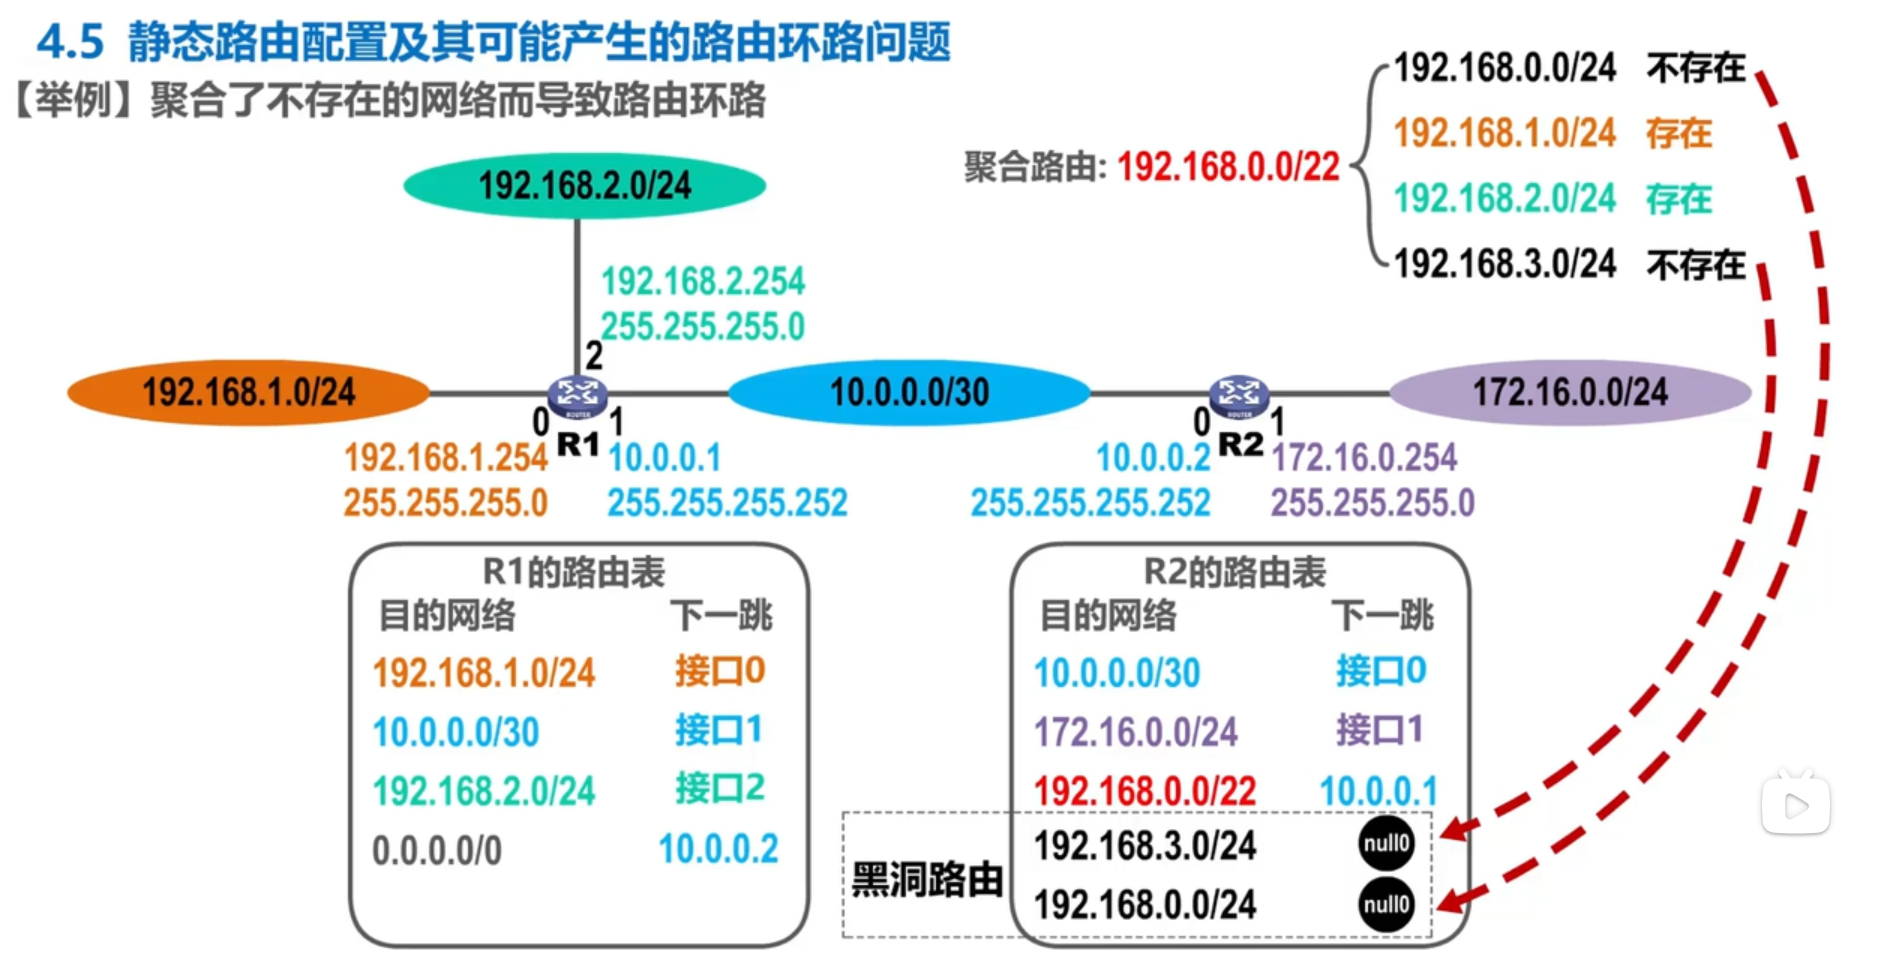 4.5 静态路由配置及其可能产生的路由环路问题
【举例】聚合了不存在的网络而导致路由环路
聚合路由: 192.168.0.0/22
192.168.0.0/24 不存在
192.168.1.0/24 存在
192.168.2.0/24 存在
192.168.3.0/24 不存在
192.168.2.0/24
192.168.2.254
255.255.255.0
2
192.168.1.0/24
10.0.0.0/30
172.16.0.0/24
ROUTER
ROUTER
0 R1 1
0 R2 1
192.168.1.254
255.255.255.0
10.0.0.1
255.255.255.252
10.0.0.2
255.255.255.252
172.16.0.254
255.255.255.0
R1的路由表
目的网络 下一跳
192.168.1.0/24 接口0
10.0.0.0/30 接口1
192.168.2.0/24 接口2
0.0.0.0/0 10.0.0.2
R2的路由表
目的网络 下一跳
10.0.0.0/30 接口0
172.16.0.0/24 接口1
192.168.0.0/22 10.0.0.1
黑洞路由
192.168.3.0/24 null0
192.168.0.0/24 null0